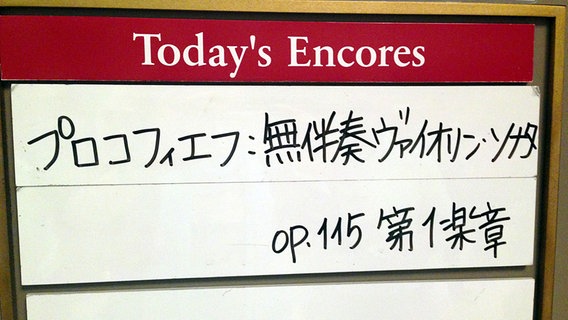 Today's Encores
プロコフィエフ:無伴奏ヴァイオリン・ソナタ
op.115 第1楽章